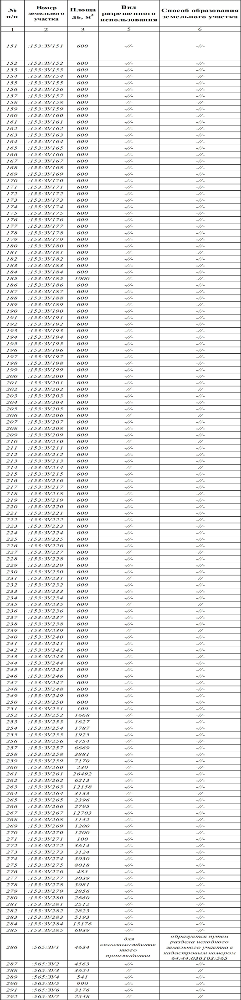 № п/п | Номер земельного участка | Площадь, м² | Вид разрешенного использования | Способ образования земельного участка
1 | 2 | 3 | 5 | 6
151 | :153:ЗУ151 | 600 | -//- | -//-
152 | :153:ЗУ152 | 600 | -//- | -//-
153 | :153:ЗУ153 | 600 | -//- | -//-
154 | :153:ЗУ154 | 600 | -//- | -//-
155 | :153:ЗУ155 | 600 | -//- | -//-
156 | :153:ЗУ156 | 600 | -//- | -//-
157 | :153:ЗУ157 | 600 | -//- | -//-
158 | :153:ЗУ158 | 600 | -//- | -//-
159 | :153:ЗУ159 | 600 | -//- | -//-
160 | :153:ЗУ160 | 600 | -//- | -//-
161 | :153:ЗУ161 | 600 | -//- | -//-
162 | :153:ЗУ162 | 600 | -//- | -//-
163 | :153:ЗУ163 | 600 | -//- | -//-
164 | :153:ЗУ164 | 600 | -//- | -//-
165 | :153:ЗУ165 | 600 | -//- | -//-
166 | :153:ЗУ166 | 600 | -//- | -//-
167 | :153:ЗУ167 | 600 | -//- | -//-
168 | :153:ЗУ168 | 600 | -//- | -//-
169 | :153:ЗУ169 | 600 | -//- | -//-
170 | :153:ЗУ170 | 600 | -//- | -//-
171 | :153:ЗУ171 | 600 | -//- | -//-
172 | :153:ЗУ172 | 600 | -//- | -//-
173 | :153:ЗУ173 | 600 | -//- | -//-
174 | :153:ЗУ174 | 600 | -//- | -//-
175 | :153:ЗУ175 | 600 | -//- | -//-
176 | :153:ЗУ176 | 600 | -//- | -//-
177 | :153:ЗУ177 | 600 | -//- | -//-
178 | :153:ЗУ178 | 600 | -//- | -//-
179 | :153:ЗУ179 | 600 | -//- | -//-
180 | :153:ЗУ180 | 600 | -//- | -//-
181 | :153:ЗУ181 | 600 | -//- | -//-
182 | :153:ЗУ182 | 600 | -//- | -//-
183 | :153:ЗУ183 | 600 | -//- | -//-
184 | :153:ЗУ184 | 600 | -//- | -//-
185 | :153:ЗУ185 | 1000 | -//- | -//-
186 | :153:ЗУ186 | 600 | -//- | -//-
187 | :153:ЗУ187 | 600 | -//- | -//-
188 | :153:ЗУ188 | 600 | -//- | -//-
189 | :153:ЗУ189 | 600 | -//- | -//-
190 | :153:ЗУ190 | 600 | -//- | -//-
191 | :153:ЗУ191 | 600 | -//- | -//-
192 | :153:ЗУ192 | 600 | -//- | -//-
193 | :153:ЗУ193 | 600 | -//- | -//-
194 | :153:ЗУ194 | 600 | -//- | -//-
195 | :153:ЗУ195 | 600 | -//- | -//-
196 | :153:ЗУ196 | 600 | -//- | -//-
197 | :153:ЗУ197 | 600 | -//- | -//-
198 | :153:ЗУ198 | 600 | -//- | -//-
199 | :153:ЗУ199 | 600 | -//- | -//-
200 | :153:ЗУ200 | 600 | -//- | -//-
201 | :153:ЗУ201 | 600 | -//- | -//-
202 | :153:ЗУ202 | 600 | -//- | -//-
203 | :153:ЗУ203 | 600 | -//- | -//-
204 | :153:ЗУ204 | 600 | -//- | -//-
205 | :153:ЗУ205 | 600 | -//- | -//-
206 | :153:ЗУ206 | 600 | -//- | -//-
207 | :153:ЗУ207 | 600 | -//- | -//-
208 | :153:ЗУ208 | 600 | -//- | -//-
209 | :153:ЗУ209 | 600 | -//- | -//-
210 | :153:ЗУ210 | 600 | -//- | -//-
211 | :153:ЗУ211 | 600 | -//- | -//-
212 | :153:ЗУ212 | 600 | -//- | -//-
213 | :153:ЗУ213 | 600 | -//- | -//-
214 | :153:ЗУ214 | 600 | -//- | -//-
215 | :153:ЗУ215 | 600 | -//- | -//-
216 | :153:ЗУ216 | 600 | -//- | -//-
217 | :153:ЗУ217 | 600 | -//- | -//-
218 | :153:ЗУ218 | 600 | -//- | -//-
219 | :153:ЗУ219 | 600 | -//- | -//-
220 | :153:ЗУ220 | 600 | -//- | -//-
221 | :153:ЗУ221 | 600 | -//- | -//-
222 | :153:ЗУ222 | 600 | -//- | -//-
223 | :153:ЗУ223 | 600 | -//- | -//-
224 | :153:ЗУ224 | 600 | -//- | -//-
225 | :153:ЗУ225 | 600 | -//- | -//-
226 | :153:ЗУ226 | 600 | -//- | -//-
227 | :153:ЗУ227 | 600 | -//- | -//-
228 | :153:ЗУ228 | 600 | -//- | -//-
229 | :153:ЗУ229 | 600 | -//- | -//-
230 | :153:ЗУ230 | 600 | -//- | -//-
231 | :153:ЗУ231 | 600 | -//- | -//-
232 | :153:ЗУ232 | 600 | -//- | -//-
233 | :153:ЗУ233 | 600 | -//- | -//-
234 | :153:ЗУ234 | 600 | -//- | -//-
235 | :153:ЗУ235 | 600 | -//- | -//-
236 | :153:ЗУ236 | 600 | -//- | -//-
237 | :153:ЗУ237 | 600 | -//- | -//-
238 | :153:ЗУ238 | 600 | -//- | -//-
239 | :153:ЗУ239 | 600 | -//- | -//-
240 | :153:ЗУ240 | 600 | -//- | -//-
241 | :153:ЗУ241 | 600 | -//- | -//-
242 | :153:ЗУ242 | 600 | -//- | -//-
243 | :153:ЗУ243 | 600 | -//- | -//-
244 | :153:ЗУ244 | 600 | -//- | -//-
245 | :153:ЗУ245 | 600 | -//- | -//-
246 | :153:ЗУ246 | 600 | -//- | -//-
247 | :153:ЗУ247 | 600 | -//- | -//-
248 | :153:ЗУ248 | 600 | -//- | -//-
249 | :153:ЗУ249 | 600 | -//- | -//-
250 | :153:ЗУ250 | 600 | -//- | -//-
251 | :153:ЗУ251 | 100 | -//- | -//-
252 | :153:ЗУ252 | 1668 | -//- | -//-
253 | :153:ЗУ253 | 1627 | -//- | -//-
254 | :153:ЗУ254 | 1787 | -//- | -//-
255 | :153:ЗУ255 | 1925 | -//- | -//-
256 | :153:ЗУ256 | 4754 | -//- | -//-
257 | :153:ЗУ257 | 6669 | -//- | -//-
258 | :153:ЗУ258 | 3881 | -//- | -//-
259 | :153:ЗУ259 | 7170 | -//- | -//-
260 | :153:ЗУ260 | 230 | -//- | -//-
261 | :153:ЗУ261 | 26492 | -//- | -//-
262 | :153:ЗУ262 | 6213 | -//- | -//-
263 | :153:ЗУ263 | 12158 | -//- | -//-
264 | :153:ЗУ264 | 3133 | -//- | -//-
265 | :153:ЗУ265 | 2396 | -//- | -//-
266 | :153:ЗУ266 | 2795 | -//- | -//-
267 | :153:ЗУ267 | 12703 | -//- | -//-
268 | :153:ЗУ268 | 1142 | -//- | -//-
269 | :153:ЗУ269 | 1200 | -//- | -//-
270 | :153:ЗУ270 | 1200 | -//- | -//-
271 | :153:ЗУ271 | 100 | -//- | -//-
272 | :153:ЗУ272 | 3614 | -//- | -//-
273 | :153:ЗУ273 | 3124 | -//- | -//-
274 | :153:ЗУ274 | 3030 | -//- | -//-
275 | :153:ЗУ275 | 8018 | -//- | -//-
276 | :153:ЗУ276 | 485 | -//- | -//-
277 | :153:ЗУ277 | 3039 | -//- | -//-
278 | :153:ЗУ278 | 3081 | -//- | -//-
279 | :153:ЗУ279 | 2856 | -//- | -//-
280 | :153:ЗУ280 | 2660 | -//- | -//-
281 | :153:ЗУ281 | 2512 | -//- | -//-
282 | :153:ЗУ282 | 2823 | -//- | -//-
283 | :153:ЗУ283 | 5193 | -//- | -//-
284 | :153:ЗУ284 | 13176 | -//- | -//-
285 | :153:ЗУ285 | 6939 | -//- | -//-
286 | :565:ЗУ1 | 4634 | для сельскохозяйственного производства | образуется путем раздела исходного земельного участка с кадастровым номером 64:44:030103:565
287 | :565:ЗУ2 | 4563 | -//- | -//-
288 | :565:ЗУ3 | 3624 | -//- | -//-
289 | :565:ЗУ4 | 541 | -//- | -//-
290 | :565:ЗУ5 | 990 | -//- | -//-
291 | :565:ЗУ6 | 3176 | -//- | -//-
292 | :565:ЗУ7 | 2548 | -//- | -//-